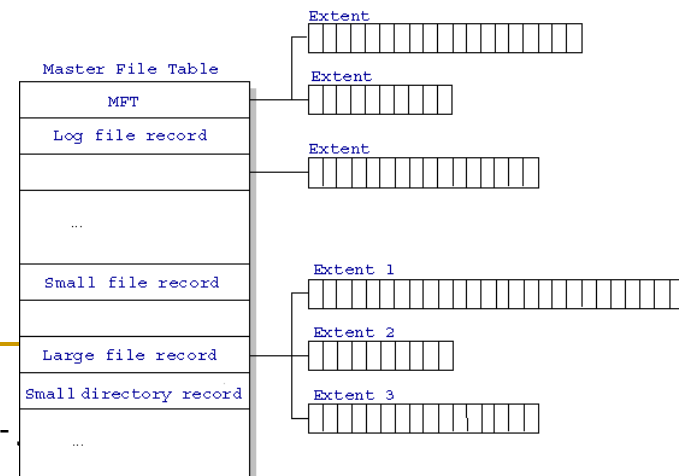 Extent
Extent
Master File Table
MFT
Log file record
Extent
...
Extent 1
Small file record
Extent 2
Large file record
Small directory record
Extent 3
...